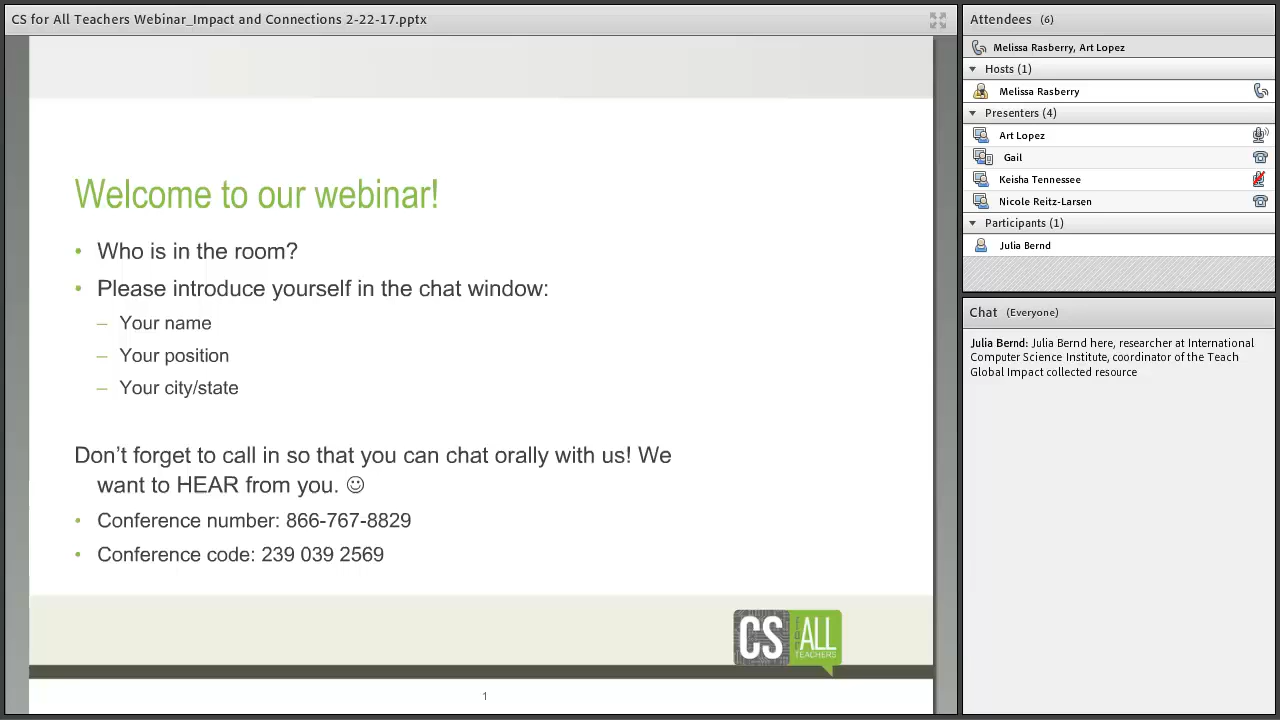 CS for All Teachers Webinar_Impact and Connections 2-22-17.pptx
Welcome to our webinar!
• Who is in the room?
• Please introduce yourself in the chat window:
– Your name
– Your position
– Your city/state
Don’t forget to call in so that you can chat orally with us! We
want to HEAR from you. ☺
• Conference number: 866-767-8829
• Conference code: 239 039 2569
CS FOR ALL
TEACHERS
1
Attendees (6)
Melissa Rasberry, Art Lopez
Hosts (1)
Melissa Rasberry
Presenters (4)
Art Lopez
Gail
Keisha Tennessee
Nicole Reitz-Larsen
Participants (1)
Julia Bernd
Chat (Everyone)
Julia Bernd: Julia Bernd here, researcher at International
Computer Science Institute, coordinator of the Teach
Global Impact collected resource